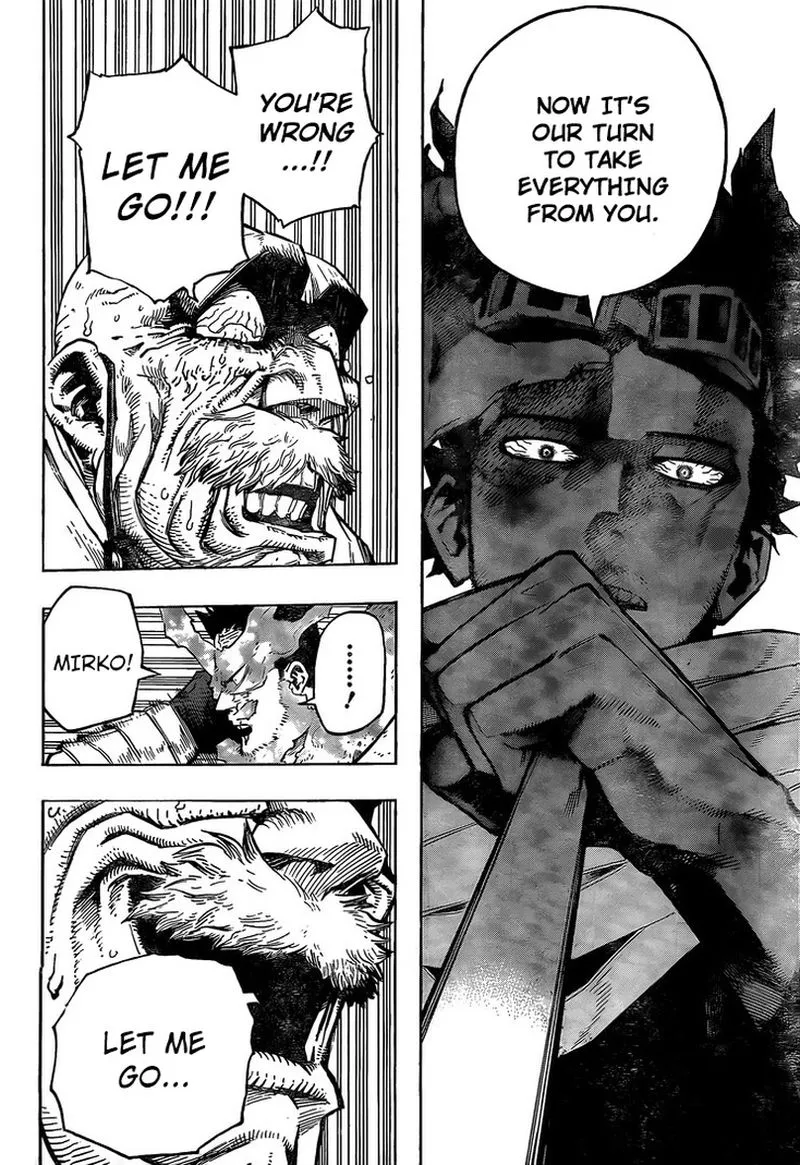 NOW IT'S
OUR TURN
TO TAKE
EVERYTHING
FROM YOU.
YOU'RE
WRONG
...!!
LET ME
GO!!!
......!
MIRKO!
LET ME
GO...